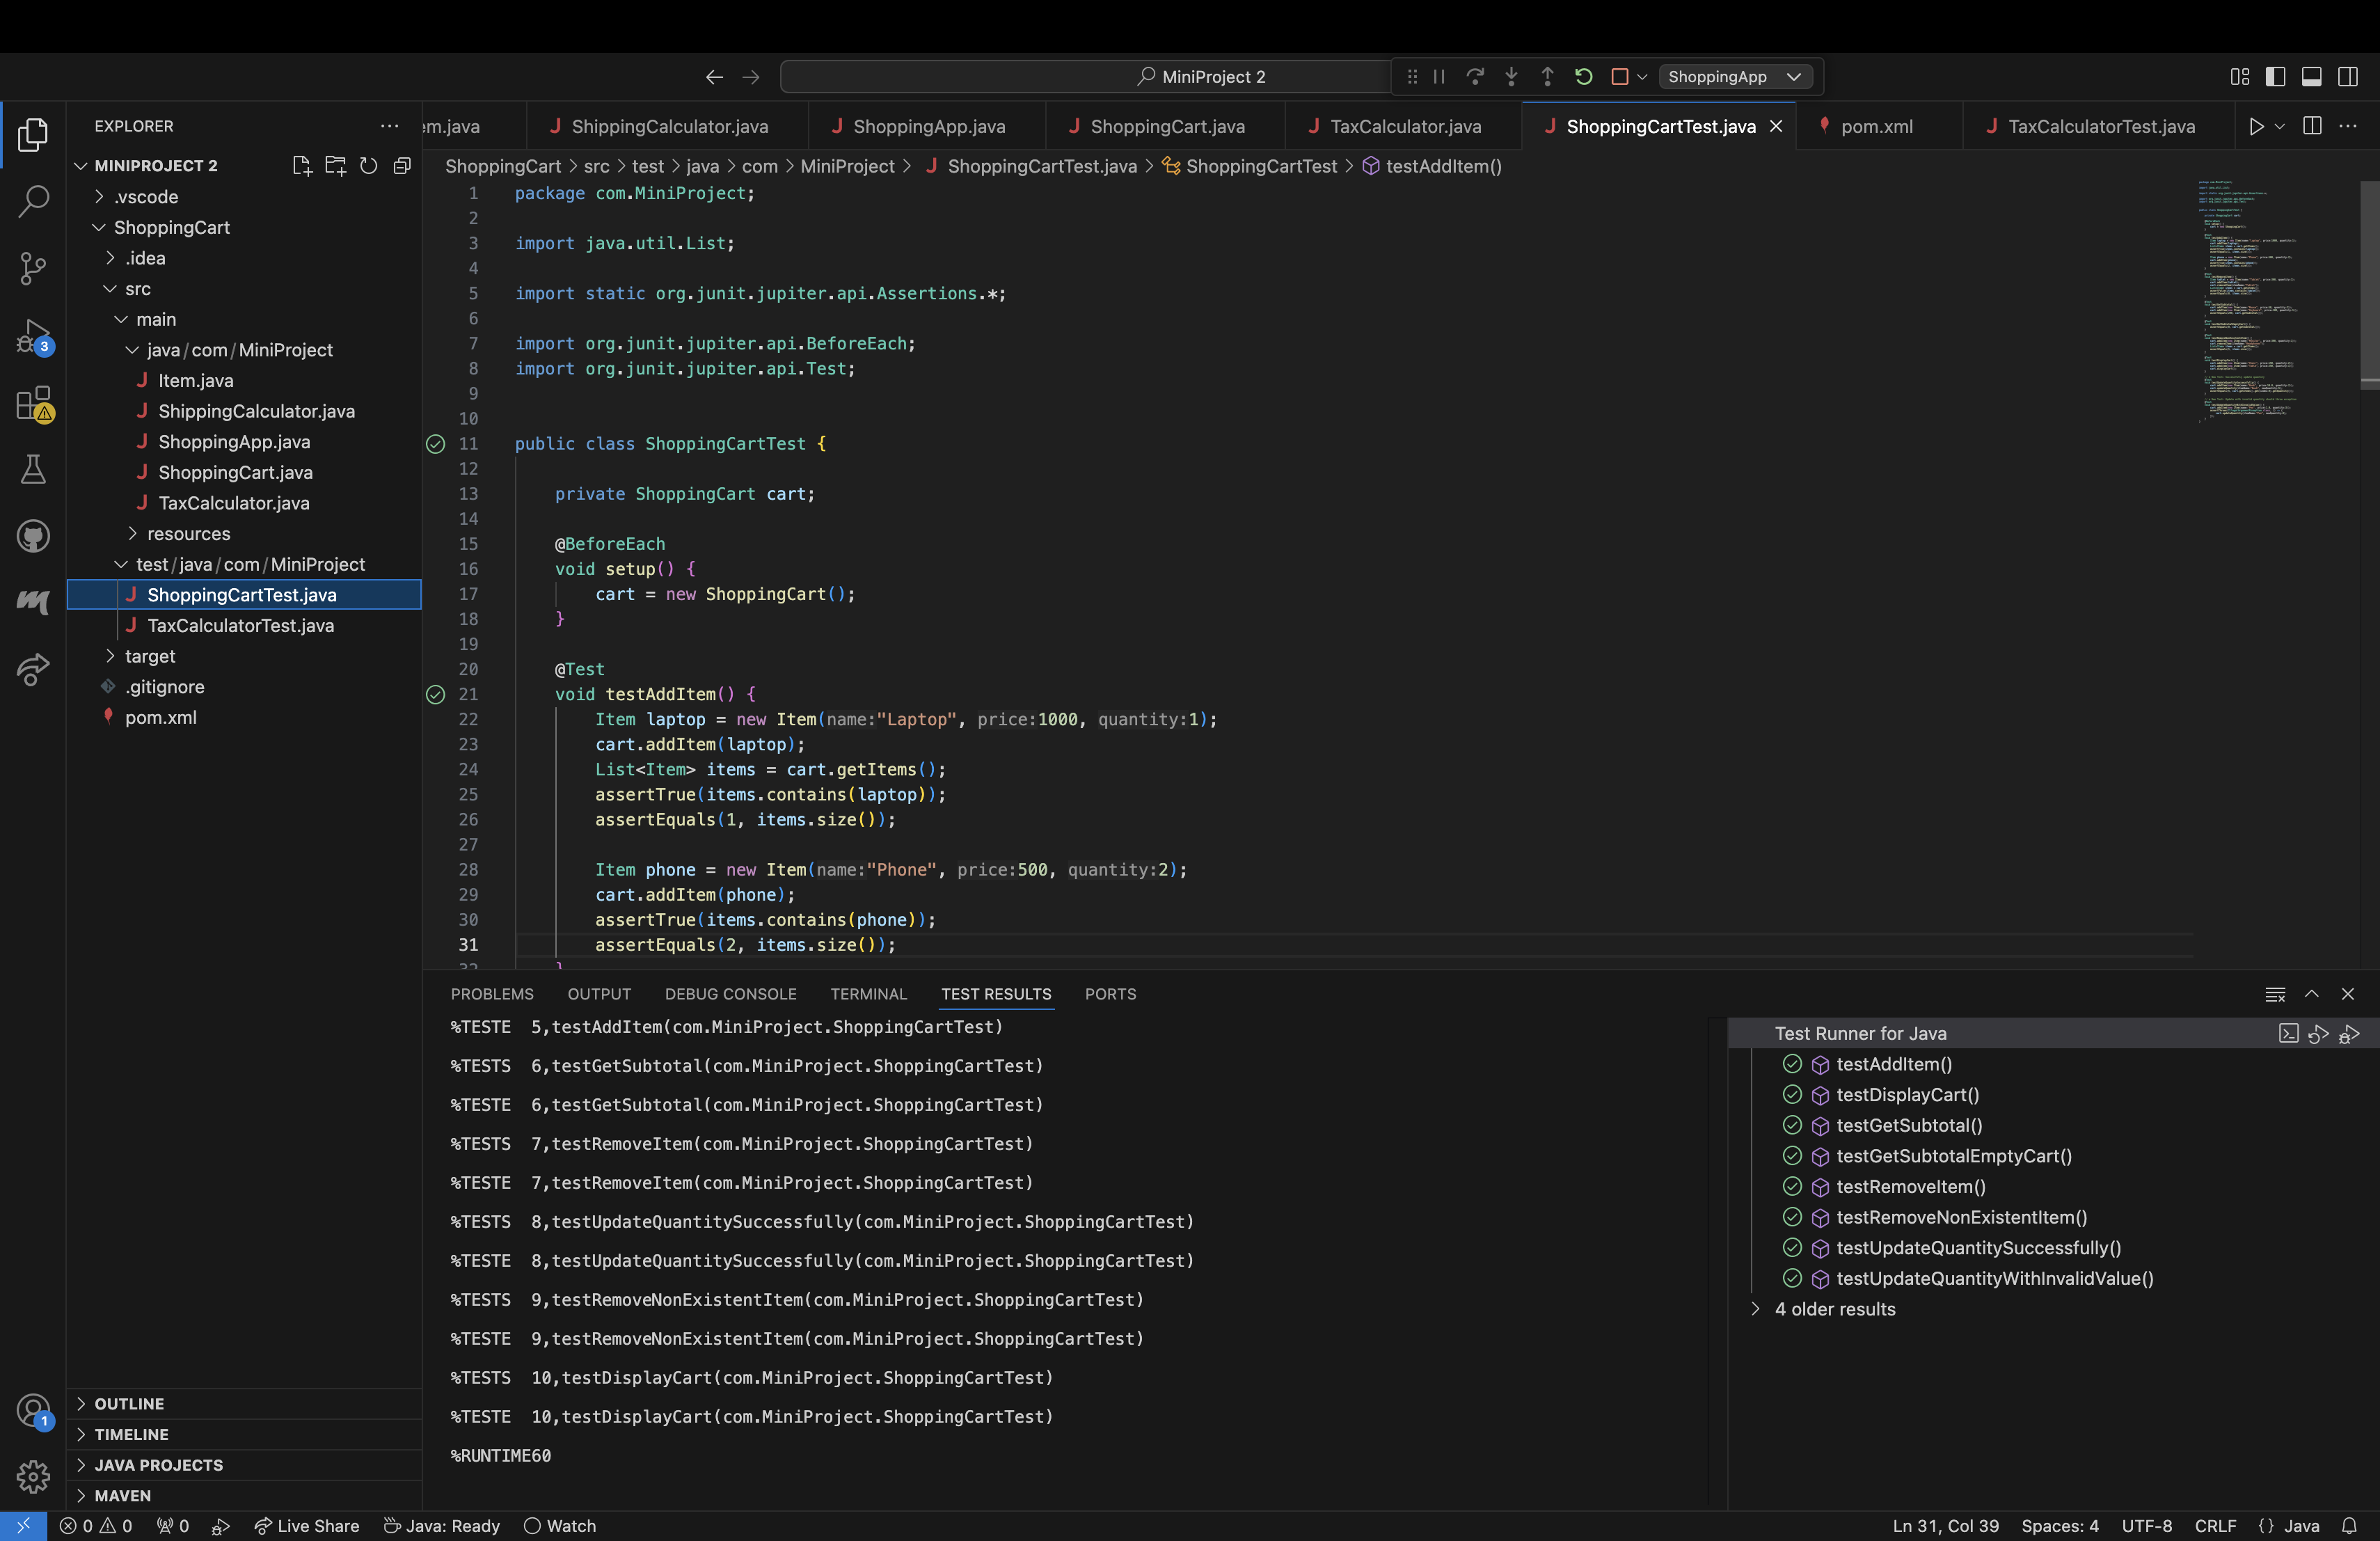 MiniProject 2
ShoppingApp
EXPLORER
em.java
ShippingCalculator.java
ShoppingApp.java
ShoppingCart.java
TaxCalculator.java
ShoppingCartTest.java
pom.xml
TaxCalculatorTest.java
MINIPROJECT 2
.vscode
ShoppingCart
.idea
src
main
java/com/MiniProject
Item.java
ShippingCalculator.java
ShoppingApp.java
ShoppingCart.java
TaxCalculator.java
resources
test/java/com/MiniProject
ShoppingCartTest.java
TaxCalculatorTest.java
target
.gitignore
pom.xml
OUTLINE
TIMELINE
JAVA PROJECTS
MAVEN
3
1
ShoppingCart > src > test > java > com > MiniProject > J ShoppingCartTest.java > ShoppingCartTest > testAddItem()
1 package com.MiniProject;
2
3 import java.util.List;
4
5 import static org.junit.jupiter.api.Assertions.*;
6
7 import org.junit.jupiter.api.BeforeEach;
8 import org.junit.jupiter.api.Test;
9
10
11 public class ShoppingCartTest {
12
13 private ShoppingCart cart;
14
15 @BeforeEach
16 void setup() {
17 cart = new ShoppingCart();
18 }
19
20 @Test
21 void testAddItem() {
22 Item laptop = new Item(name:"Laptop", price:1000, quantity:1);
23 cart.addItem(laptop);
24 List<Item> items = cart.getItems();
25 assertTrue(items.contains(laptop));
26 assertEquals(1, items.size());
27
28 Item phone = new Item(name:"Phone", price:500, quantity:2);
29 cart.addItem(phone);
30 assertTrue(items.contains(phone));
31 assertEquals(2, items.size());
32 }
PROBLEMS OUTPUT DEBUG CONSOLE TERMINAL TEST RESULTS PORTS
%TESTE 5,testAddItem(com.MiniProject.ShoppingCartTest)
%TESTS 6,testGetSubtotal(com.MiniProject.ShoppingCartTest)
%TESTE 6,testGetSubtotal(com.MiniProject.ShoppingCartTest)
%TESTS 7,testRemoveItem(com.MiniProject.ShoppingCartTest)
%TESTE 7,testRemoveItem(com.MiniProject.ShoppingCartTest)
%TESTS 8,testUpdateQuantitySuccessfully(com.MiniProject.ShoppingCartTest)
%TESTE 8,testUpdateQuantitySuccessfully(com.MiniProject.ShoppingCartTest)
%TESTS 9,testRemoveNonExistentItem(com.MiniProject.ShoppingCartTest)
%TESTE 9,testRemoveNonExistentItem(com.MiniProject.ShoppingCartTest)
%TESTS 10,testDisplayCart(com.MiniProject.ShoppingCartTest)
%TESTE 10,testDisplayCart(com.MiniProject.ShoppingCartTest)
%RUNTIME60
Test Runner for Java
testAddItem()
testDisplayCart()
testGetSubtotal()
testGetSubtotalEmptyCart()
testRemoveItem()
testRemoveNonExistentItem()
testUpdateQuantitySuccessfully()
testUpdateQuantityWithInvalidValue()
4 older results
0 0 0 Live Share Java: Ready Watch
Ln 31, Col 39 Spaces: 4 UTF-8 CRLF {} Java